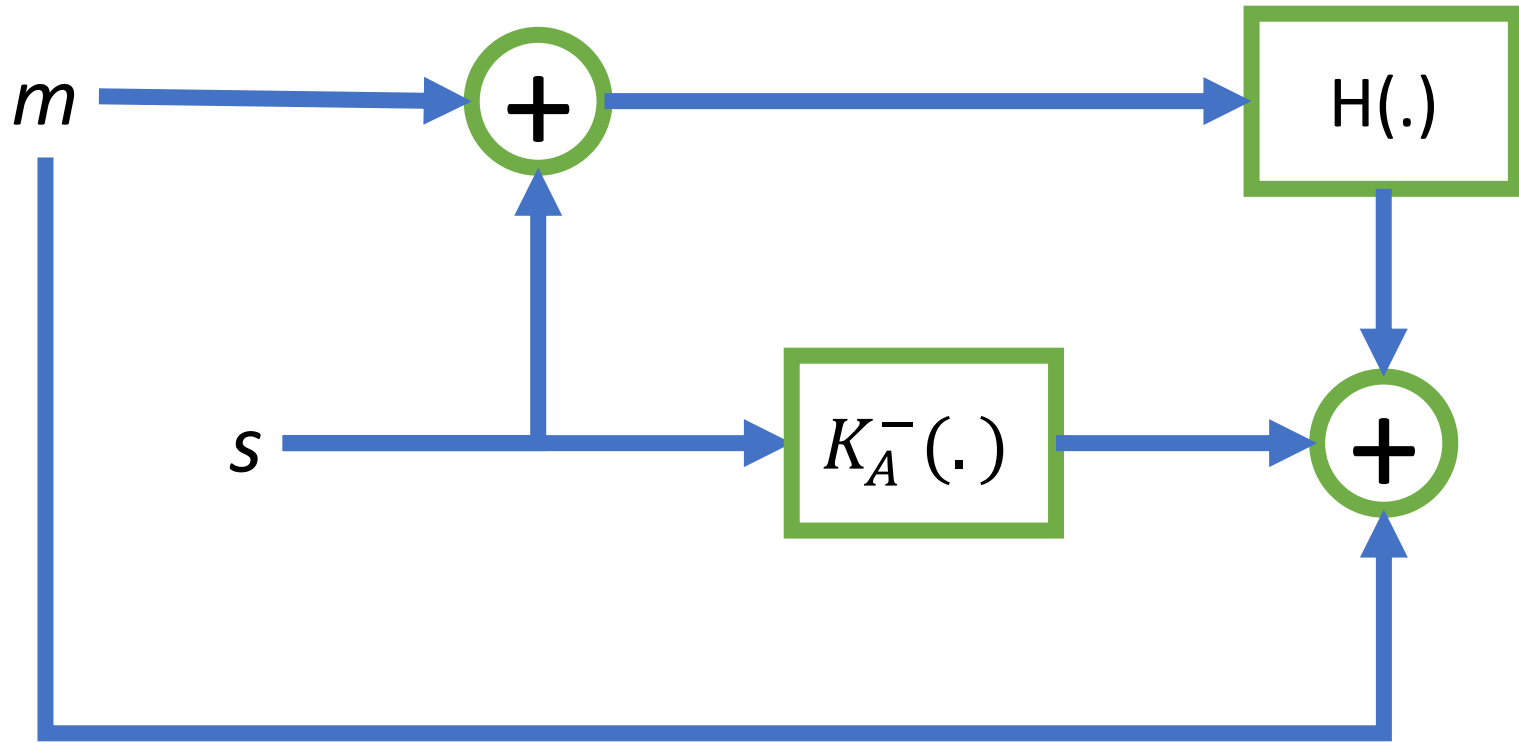 m
+
H(.)
s
K_A^-(.)
+